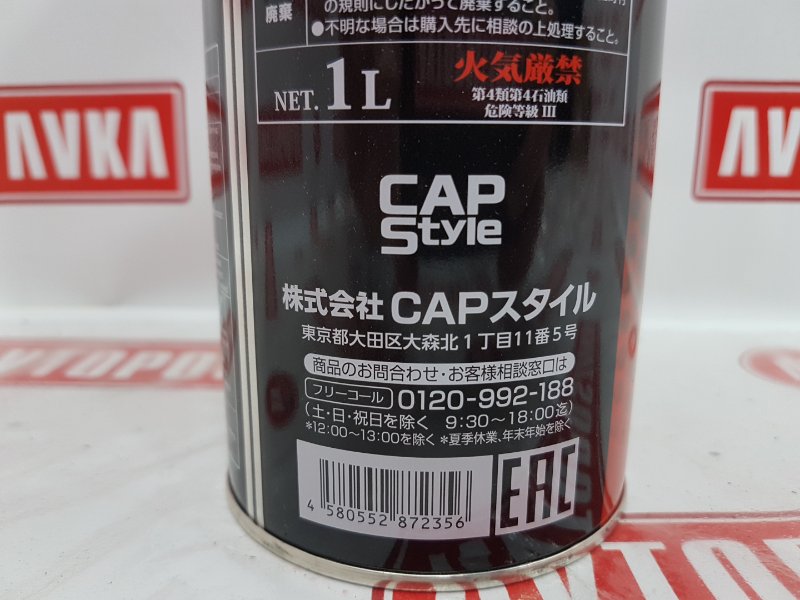 廃棄
の規則にしたがって廃棄すること。
●不明な場合は購入先に相談の上処理すること。
NET. 1L
火気厳禁
第4類第4石油類
危険等級 III
AVKA
AVKA
CAP
Style
株式会社 CAPスタイル
東京都大田区大森北1丁目11番5号
商品のお問合わせ・お客様相談窓口は
フリーコール 0120-992-188
(土・日・祝日を除く 9:30〜18:00迄)
*12:00〜13:00を除く *夏季休業、年末年始を除く
4 580552 872356
EAC